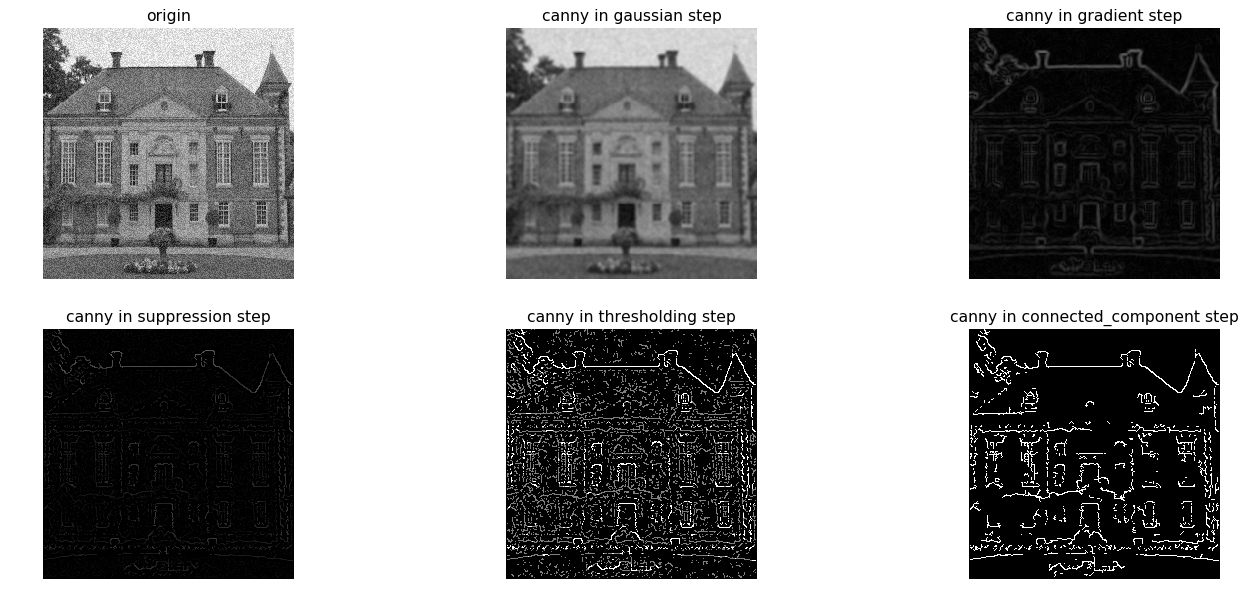 origin
canny in gaussian step
canny in gradient step
canny in suppression step
canny in thresholding step
canny in connected_component step